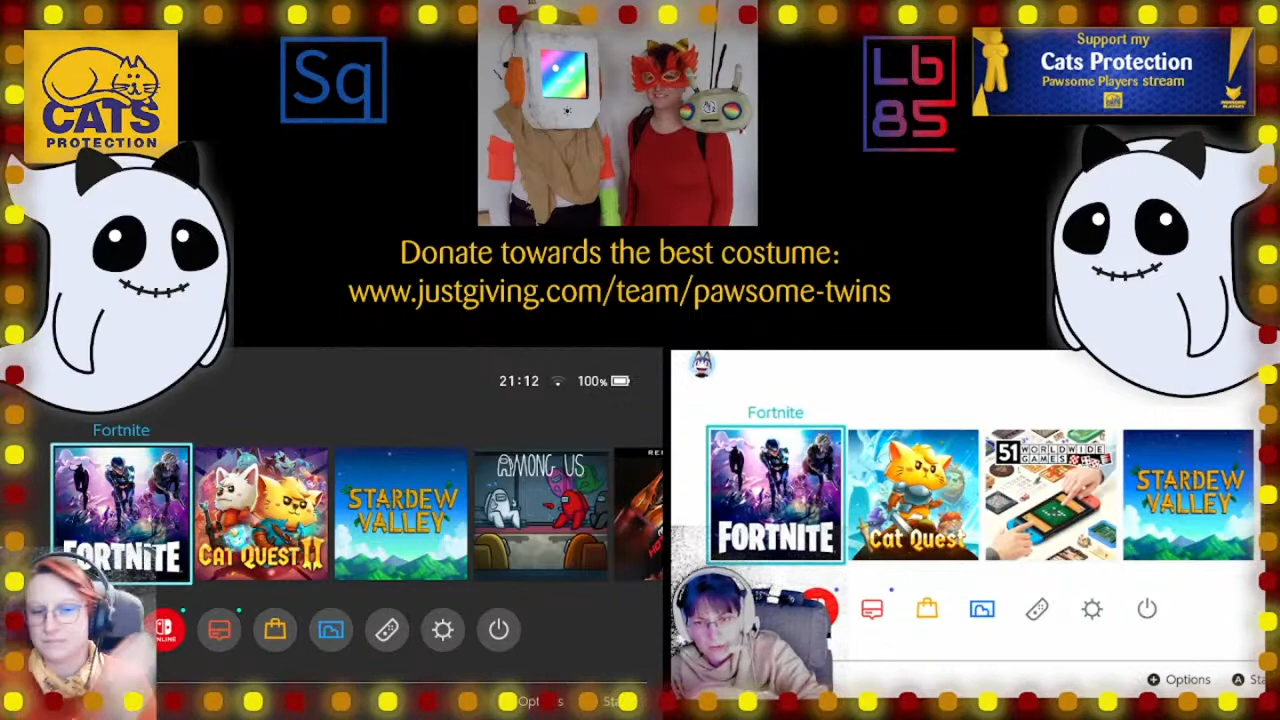 CATS
PROTECTION
Sq
Lb
85
Support my
Cats Protection
Pawsome Players stream
Donate towards the best costume:
www.justgiving.com/team/pawsome-twins
21:12
100%
Fortnite
FORTNITE
CAT QUEST II
STARDEW
VALLEY
AMONG US
ONLINE
Fortnite
FORTNITE
Cat Quest
51 WORLDWIDE
GAMES
STARDEW
VALLEY
Options